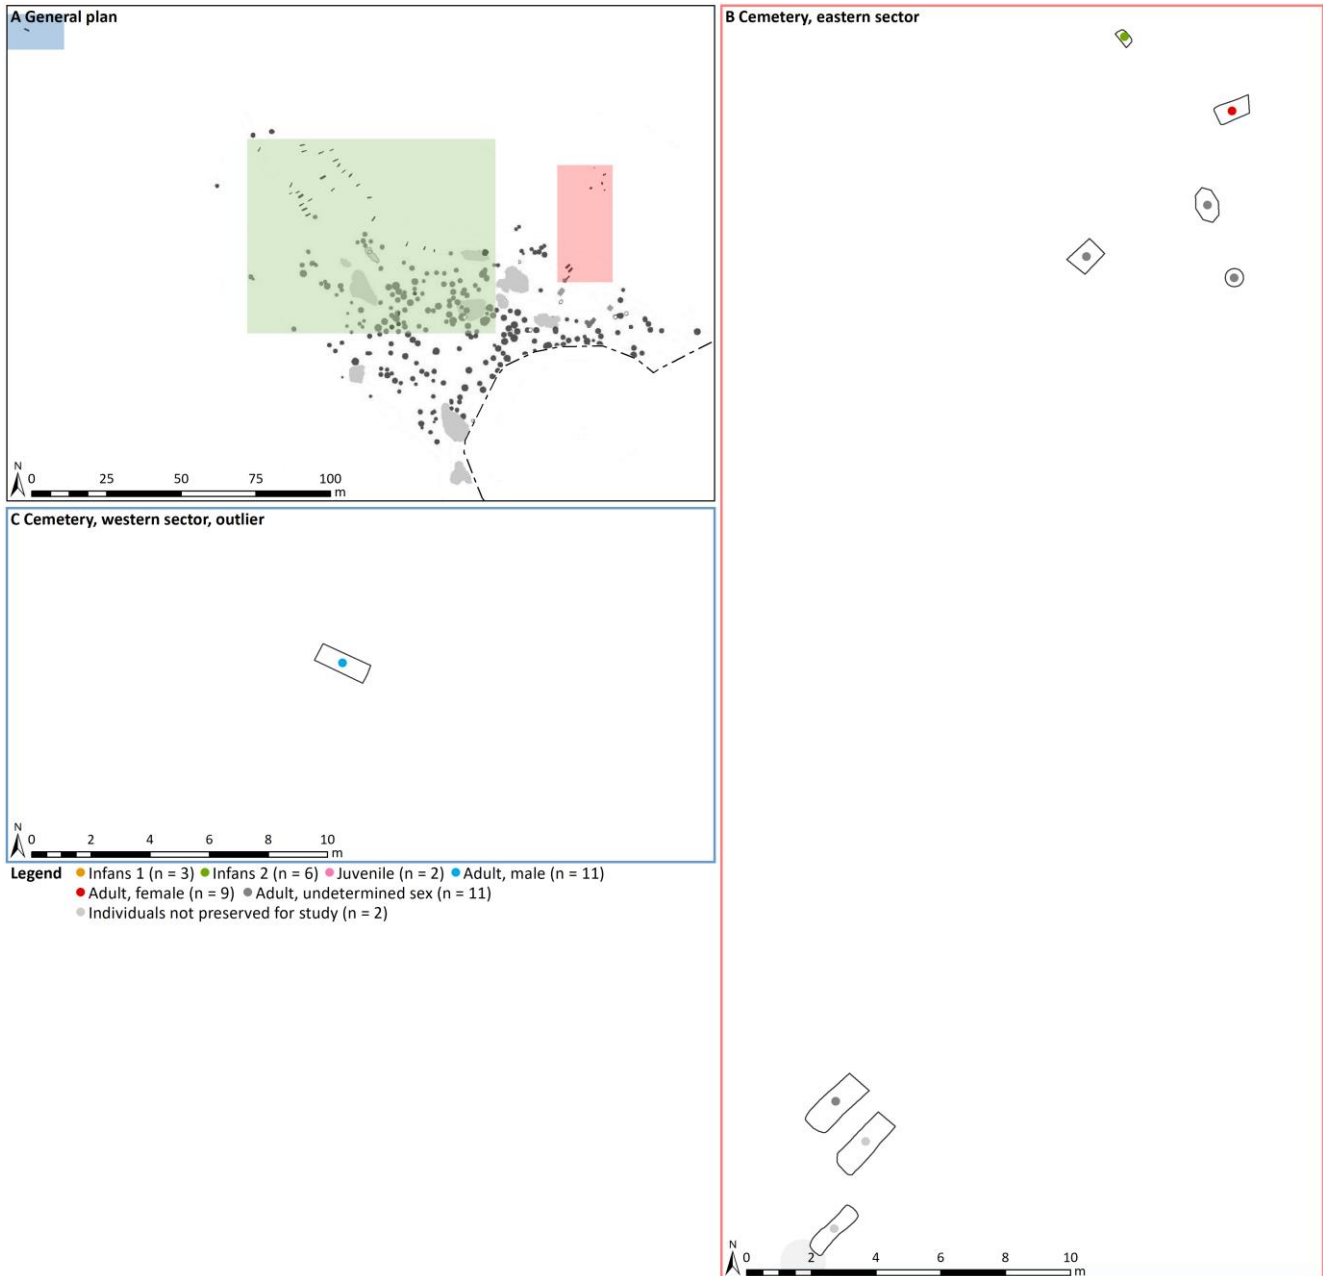 A General plan
N
0 25 50 75 100
m
B Cemetery, eastern sector
N
0 2 4 6 8 10
m
C Cemetery, western sector, outlier
N
0 2 4 6 8 10
m
Legend Infans 1 (n = 3) Infans 2 (n = 6) Juvenile (n = 2) Adult, male (n = 11)
Adult, female (n = 9) Adult, undetermined sex (n = 11)
Individuals not preserved for study (n = 2)